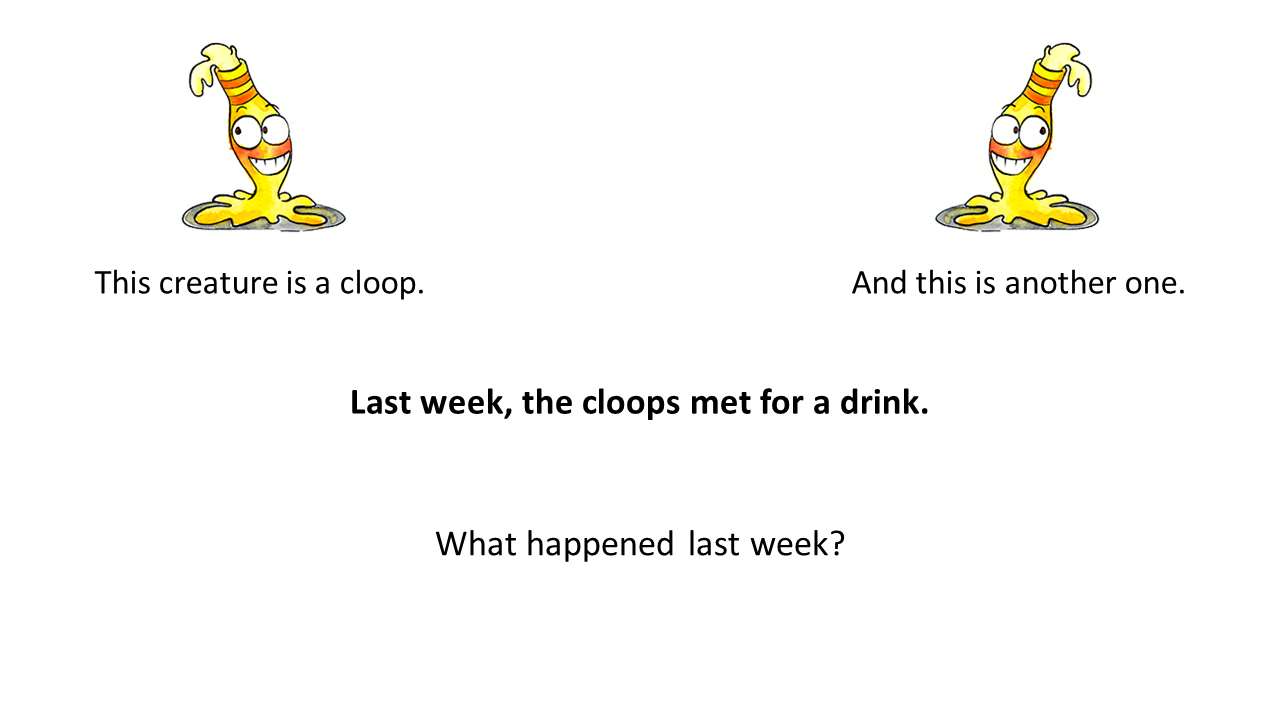 This creature is a cloop.
And this is another one.
Last week, the cloops met for a drink.
What happened last week?